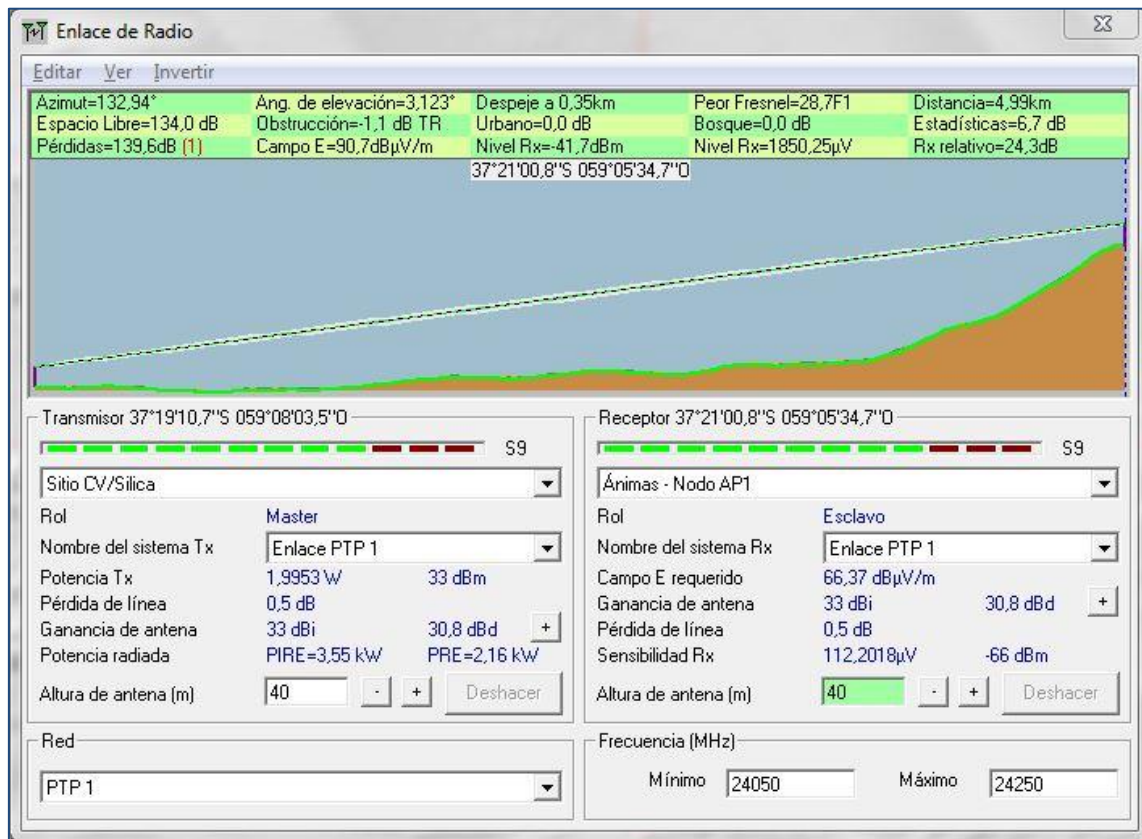 Enlace de Radio
Editar Ver Invertir
Azimut=132,94° Ang. de elevación=3,123° Despeje a 0,35km Peor Fresnel=28,7F1 Distancia=4,99km
Espacio Libre=134,0 dB Obstrucción=-1,1 dB TR Urbano=0,0 dB Bosque=0,0 dB Estadísticas=6,7 dB
Pérdidas=139,6dB (1) Campo E=90,7dBµV/m Nivel Rx=-41,7dBm Nivel Rx=1850,25µV Rx relativo=24,3dB
37°21'00,8"S 059°05'34,7"O
Transmisor 37°19'10,7"S 059°08'03,5"O
S9
Sitio CV/Silica
Rol Master
Nombre del sistema Tx Enlace PTP 1
Potencia Tx 1,9953 W 33 dBm
Pérdida de línea 0,5 dB
Ganancia de antena 33 dBi 30,8 dBd +
Potencia radiada PIRE=3,55 kW PRE=2,16 kW
Altura de antena (m) 40 - + Deshacer
Red
PTP 1
Receptor 37°21'00,8"S 059°05'34,7"O
S9
Ánimas - Nodo AP1
Rol Esclavo
Nombre del sistema Rx Enlace PTP 1
Campo E requerido 66,37 dBµV/m
Ganancia de antena 33 dBi 30,8 dBd +
Pérdida de línea 0,5 dB
Sensibilidad Rx 112,2018µV -66 dBm
Altura de antena (m) 40 - + Deshacer
Frecuencia (MHz)
Mínimo 24050 Máximo 24250